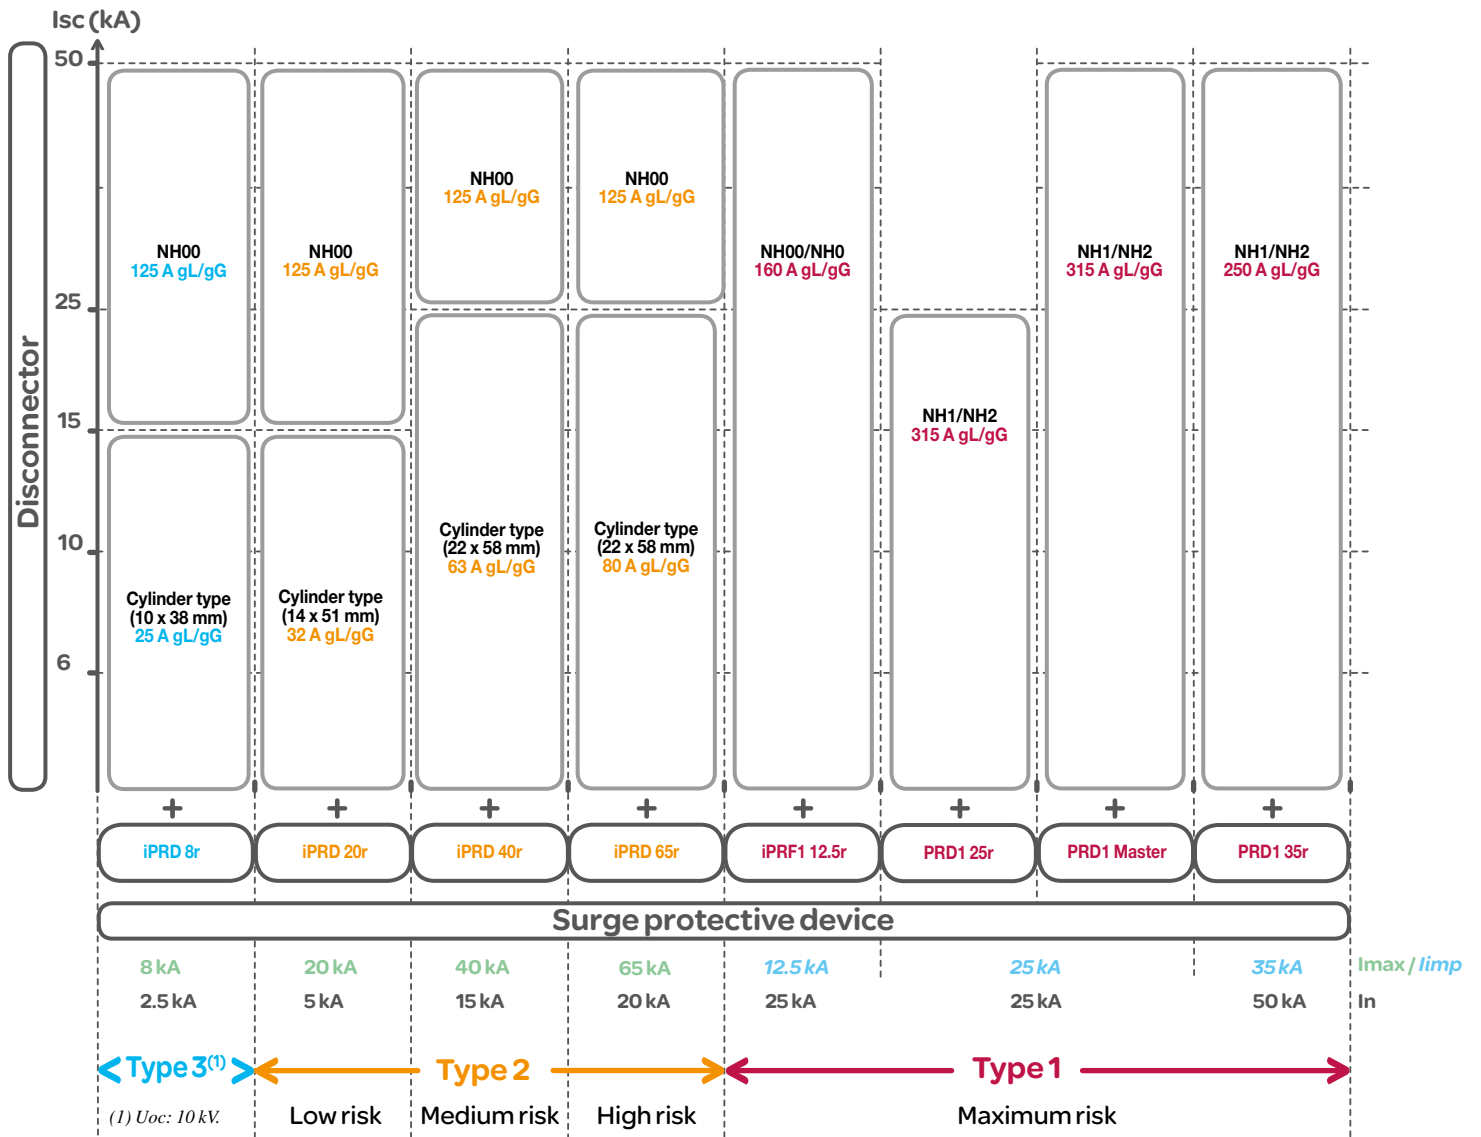 Isc (kA)
50
25
15
10
6
Disconnector
NH00
125 A gL/gG
NH00
125 A gL/gG
NH00
125 A gL/gG
NH00
125 A gL/gG
NH00/NH0
160 A gL/gG
NH1/NH2
315 A gL/gG
NH1/NH2
250 A gL/gG
NH1/NH2
315 A gL/gG
Cylinder type
(10 x 38 mm)
25 A gL/gG
Cylinder type
(14 x 51 mm)
32 A gL/gG
Cylinder type
(22 x 58 mm)
63 A gL/gG
Cylinder type
(22 x 58 mm)
80 A gL/gG
+ + + + + + + +
iPRD 8r iPRD 20r iPRD 40r iPRD 65r iPRF1 12.5r PRD1 25r PRD1 Master PRD1 35r
Surge protective device
8 kA 20 kA 40 kA 65 kA 12.5 kA 25 kA 35 kA Imax / Iimp
2.5 kA 5 kA 15 kA 20 kA 25 kA 25 kA 50 kA In
Type 3(1) Type 2 Type 1
(1) Uoc: 10 kV. Low risk Medium risk High risk Maximum risk